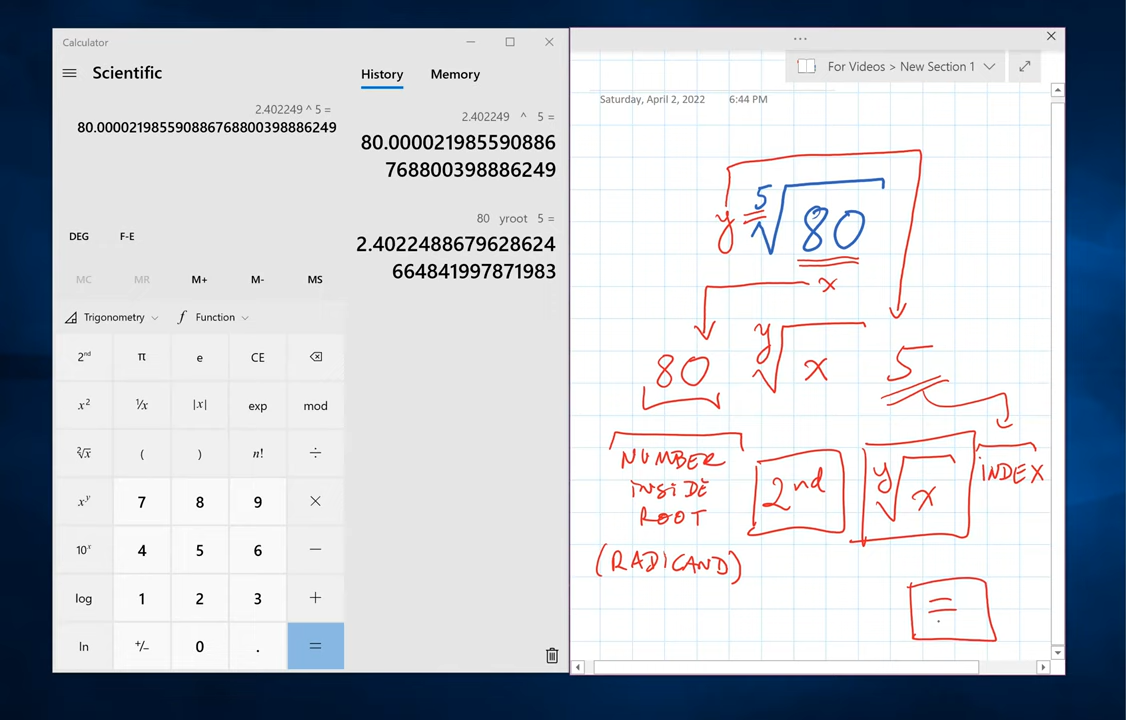 Calculator
Scientific
2.402249 ^ 5 =
80.000021985590886768800398886249
DEG F-E
MC MR M+ M- MS
Trigonometry f Function
2nd π e CE
x² ¹/x |x| exp mod
²√x ( ) n! ÷
xʸ 7 8 9 ×
10ˣ 4 5 6 −
log 1 2 3 +
ln +/− 0 . =
History Memory
2.402249 ^ 5 =
80.000021985590886
768800398886249
80 yroot 5 =
2.4022488679628624
664841997871983
For Videos > New Section 1
Saturday, April 2, 2022 6:44 PM
y = ⁵√80
x
80 ʸ√x 5
NUMBER
INSIDE
ROOT
(RADICAND)
2nd
ʸ√x
INDEX
=